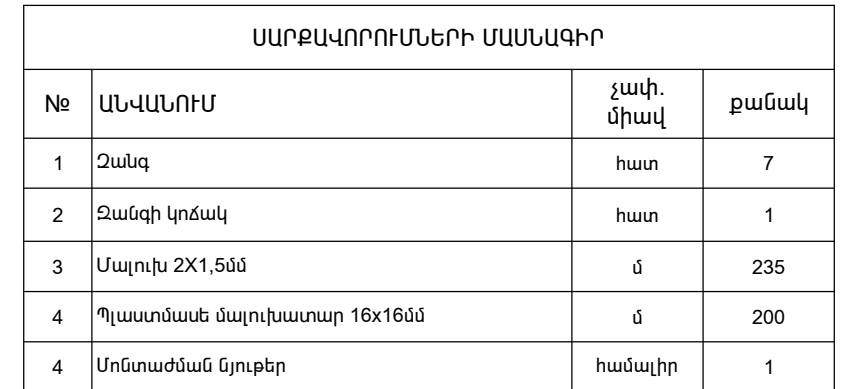 ՍԱՐՔԱՎՈՐՈՒՄՆԵՐԻ ՄԱՍՆԱԳԻՐ
№ ԱՆՎԱՆՈՒՄ չափ. միավ քանակ
1 Զանգ հատ 7
2 Զանգի կոճակ հատ 1
3 Մալուխ 2X1,5մմ մ 235
4 Պլաստմասե մալուխատար 16x16մմ մ 200
4 Մոնտաժման նյութեր համալիր 1